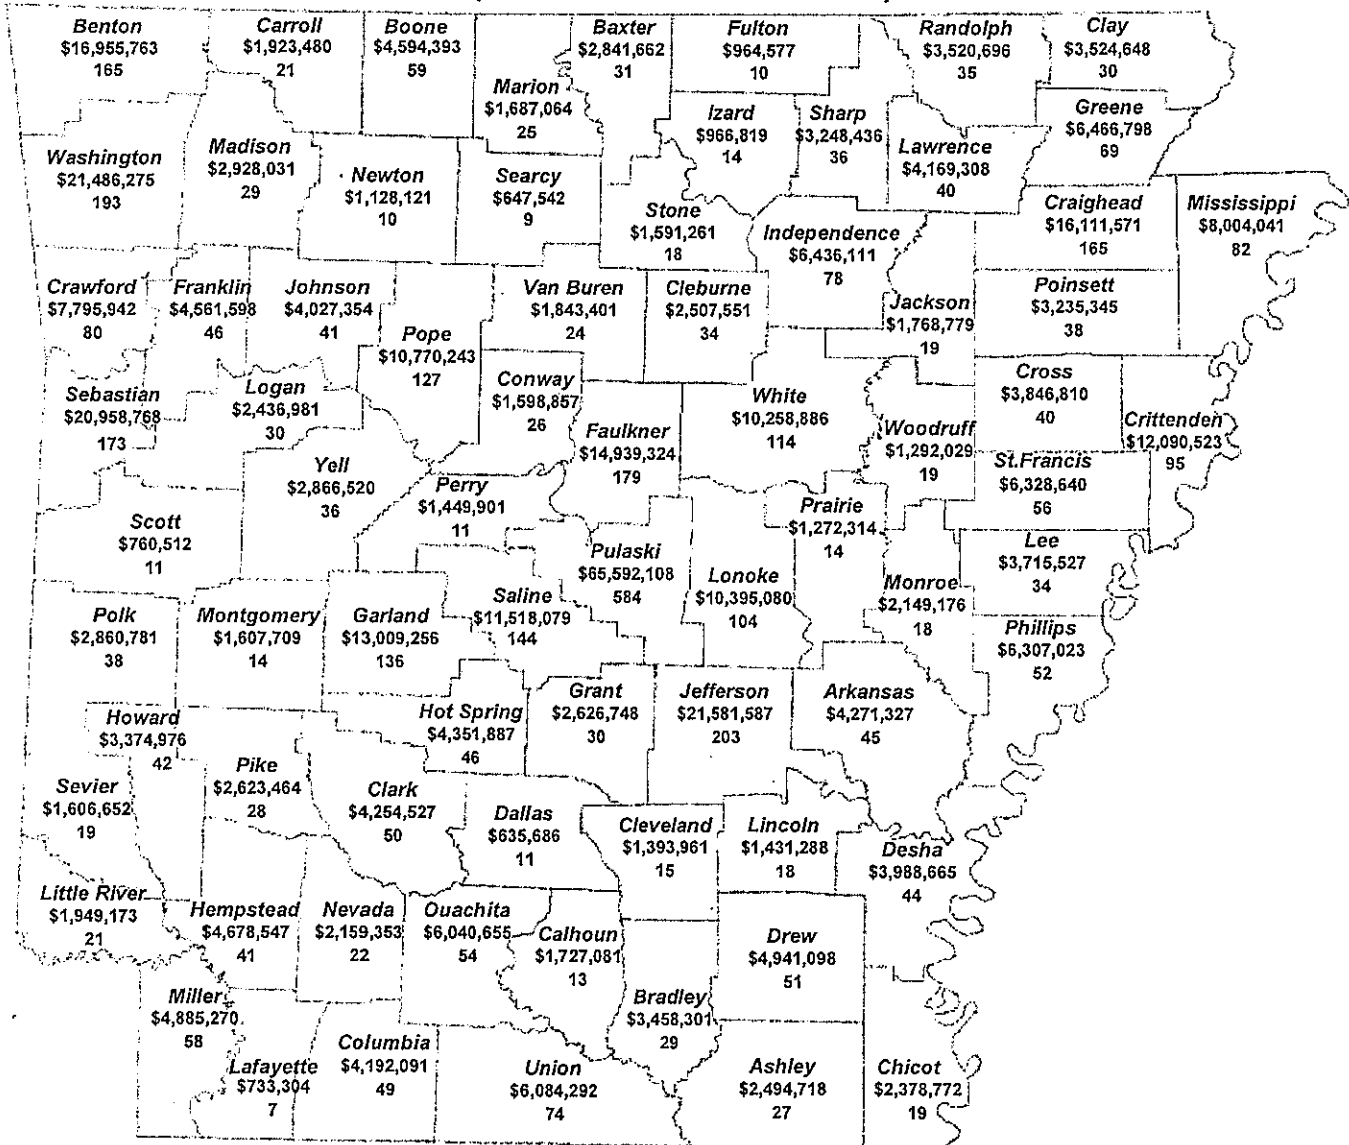 Benton
$16,955,763
165
Carroll
$1,923,480
21
Boone
$4,594,393
59
Marion
$1,687,064
25
Baxter
$2,841,662
31
Fulton
$964,577
10
Randolph
$3,520,696
35
Clay
$3,524,648
30
Izard
$966,819
14
Sharp
$3,248,436
36
Greene
$6,466,798
69
Lawrence
$4,169,308
40
Washington
$21,486,275
193
Madison
$2,928,031
29
Newton
$1,128,121
10
Searcy
$647,542
9
Stone
$1,591,261
18
Independence
$6,436,111
78
Craighead
$16,111,571
165
Mississippi
$8,004,041
82
Crawford
$7,795,942
80
Franklin
$4,561,598
46
Johnson
$4,027,354
41
Pope
$10,770,243
127
Van Buren
$1,843,401
24
Cleburne
$2,507,551
34
Jackson
$1,768,779
19
Poinsett
$3,235,345
38
Sebastian
$20,958,768
173
Logan
$2,436,981
30
Conway
$1,598,857
26
White
$10,258,886
114
Cross
$3,846,810
40
Crittenden
$12,090,523
95
Faulkner
$14,939,324
179
Woodruff
$1,292,029
19
Yell
$2,866,520
36
Perry
$1,449,901
11
St.Francis
$6,328,640
56
Scott
$760,512
11
Prairie
$1,272,314
14
Pulaski
$65,592,108
584
Lonoke
$10,395,080
104
Lee
$3,715,527
34
Monroe
$2,149,176
18
Polk
$2,860,781
38
Montgomery
$1,607,709
14
Garland
$13,009,256
136
Saline
$11,518,079
144
Phillips
$6,307,023
52
Howard
$3,374,976
42
Hot Spring
$4,351,887
46
Grant
$2,626,748
30
Jefferson
$21,581,587
203
Arkansas
$4,271,327
45
Sevier
$1,606,652
19
Pike
$2,623,464
28
Clark
$4,254,527
50
Dallas
$635,686
11
Cleveland
$1,393,961
15
Lincoln
$1,431,288
18
Desha
$3,988,665
44
Little River
$1,949,173
21
Hempstead
$4,678,547
41
Nevada
$2,159,353
22
Ouachita
$6,040,655
54
Calhoun
$1,727,081
13
Drew
$4,941,098
51
Miller
$4,885,270
58
Bradley
$3,458,301
29
Lafayette
$733,304
7
Columbia
$4,192,091
49
Union
$6,084,292
74
Ashley
$2,494,718
27
Chicot
$2,378,772
19